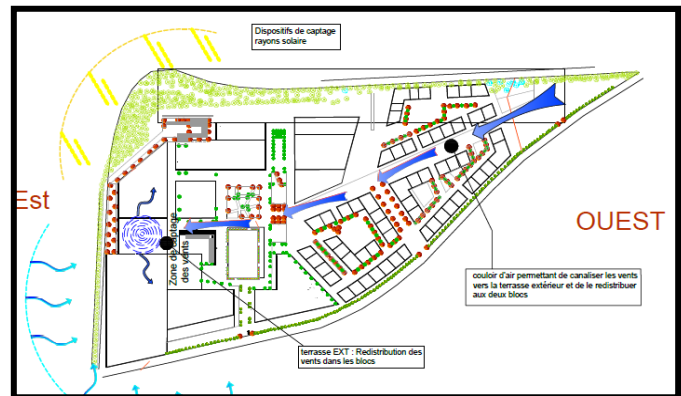 Dispositifs de captage
rayons solaire
Est
OUEST
Zone de captage
des vents
couloir d'air permettant de canaliser les vents
vers la terrasse extérieur et de le redistribuer
aux deux blocs
terrasse EXT : Redistribution des
vents dans les blocs